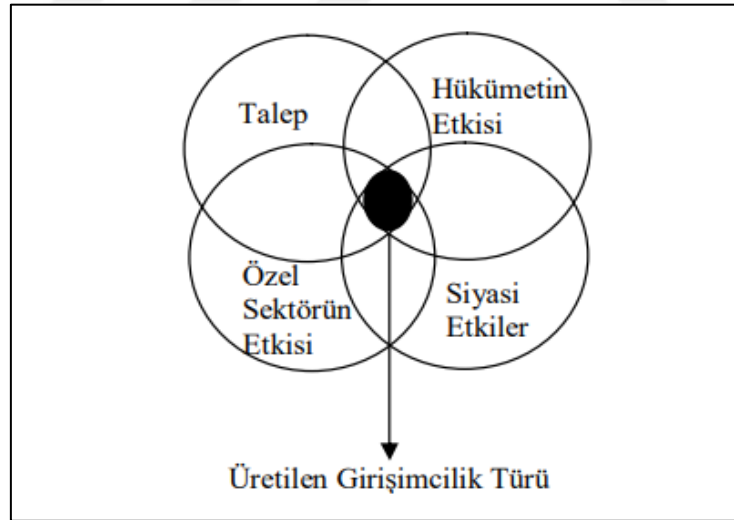 Talep
Hükümetin
Etkisi
Özel
Sektörün
Etkisi
Siyasi
Etkiler
Üretilen Girişimcilik Türü